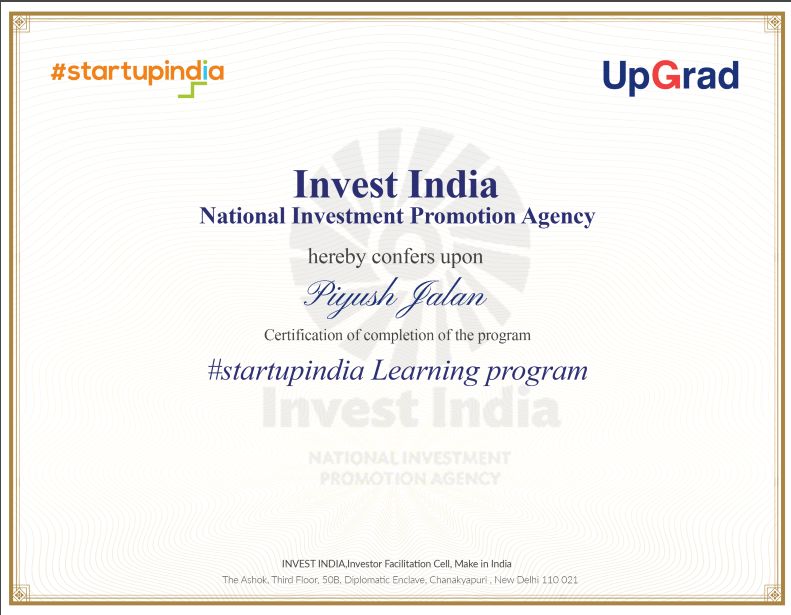 #startupindia
UpGrad
Invest India
National Investment Promotion Agency
hereby confers upon
Piyush Jalan
Certification of completion of the program
#startupindia Learning program
Invest India
NATIONAL INVESTMENT
PROMOTION AGENCY
INVEST INDIA,Investor Facilitation Cell, Make in India
The Ashok, Third Floor, 50B, Diplomatic Enclave, Chanakyapuri , New Delhi 110 021